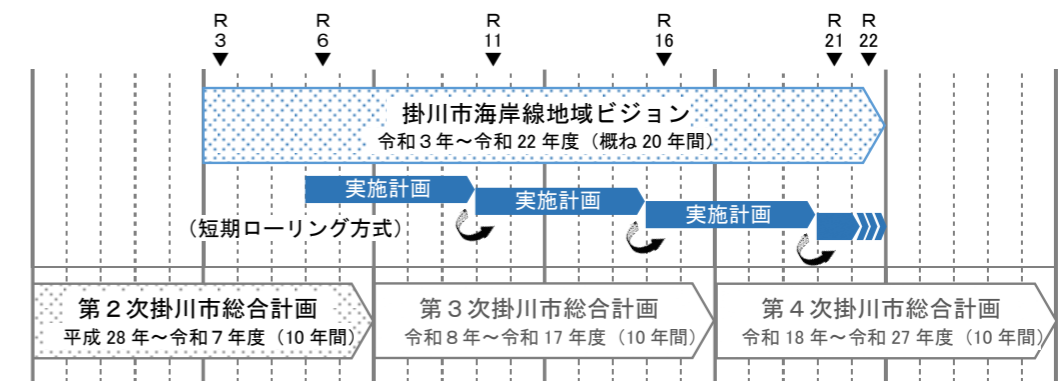 R
3
R
6
R
11
R
16
R
21
R
22
掛川市海岸線地域ビジョン
令和３年～令和 22 年度（概ね 20 年間）
実施計画
実施計画
実施計画
（短期ローリング方式）
第２次掛川市総合計画
平成 28 年～令和７年度（10 年間）
第３次掛川市総合計画
令和８年～令和 17 年度（10 年間）
第４次掛川市総合計画
令和 18 年～令和 27 年度（10 年間）